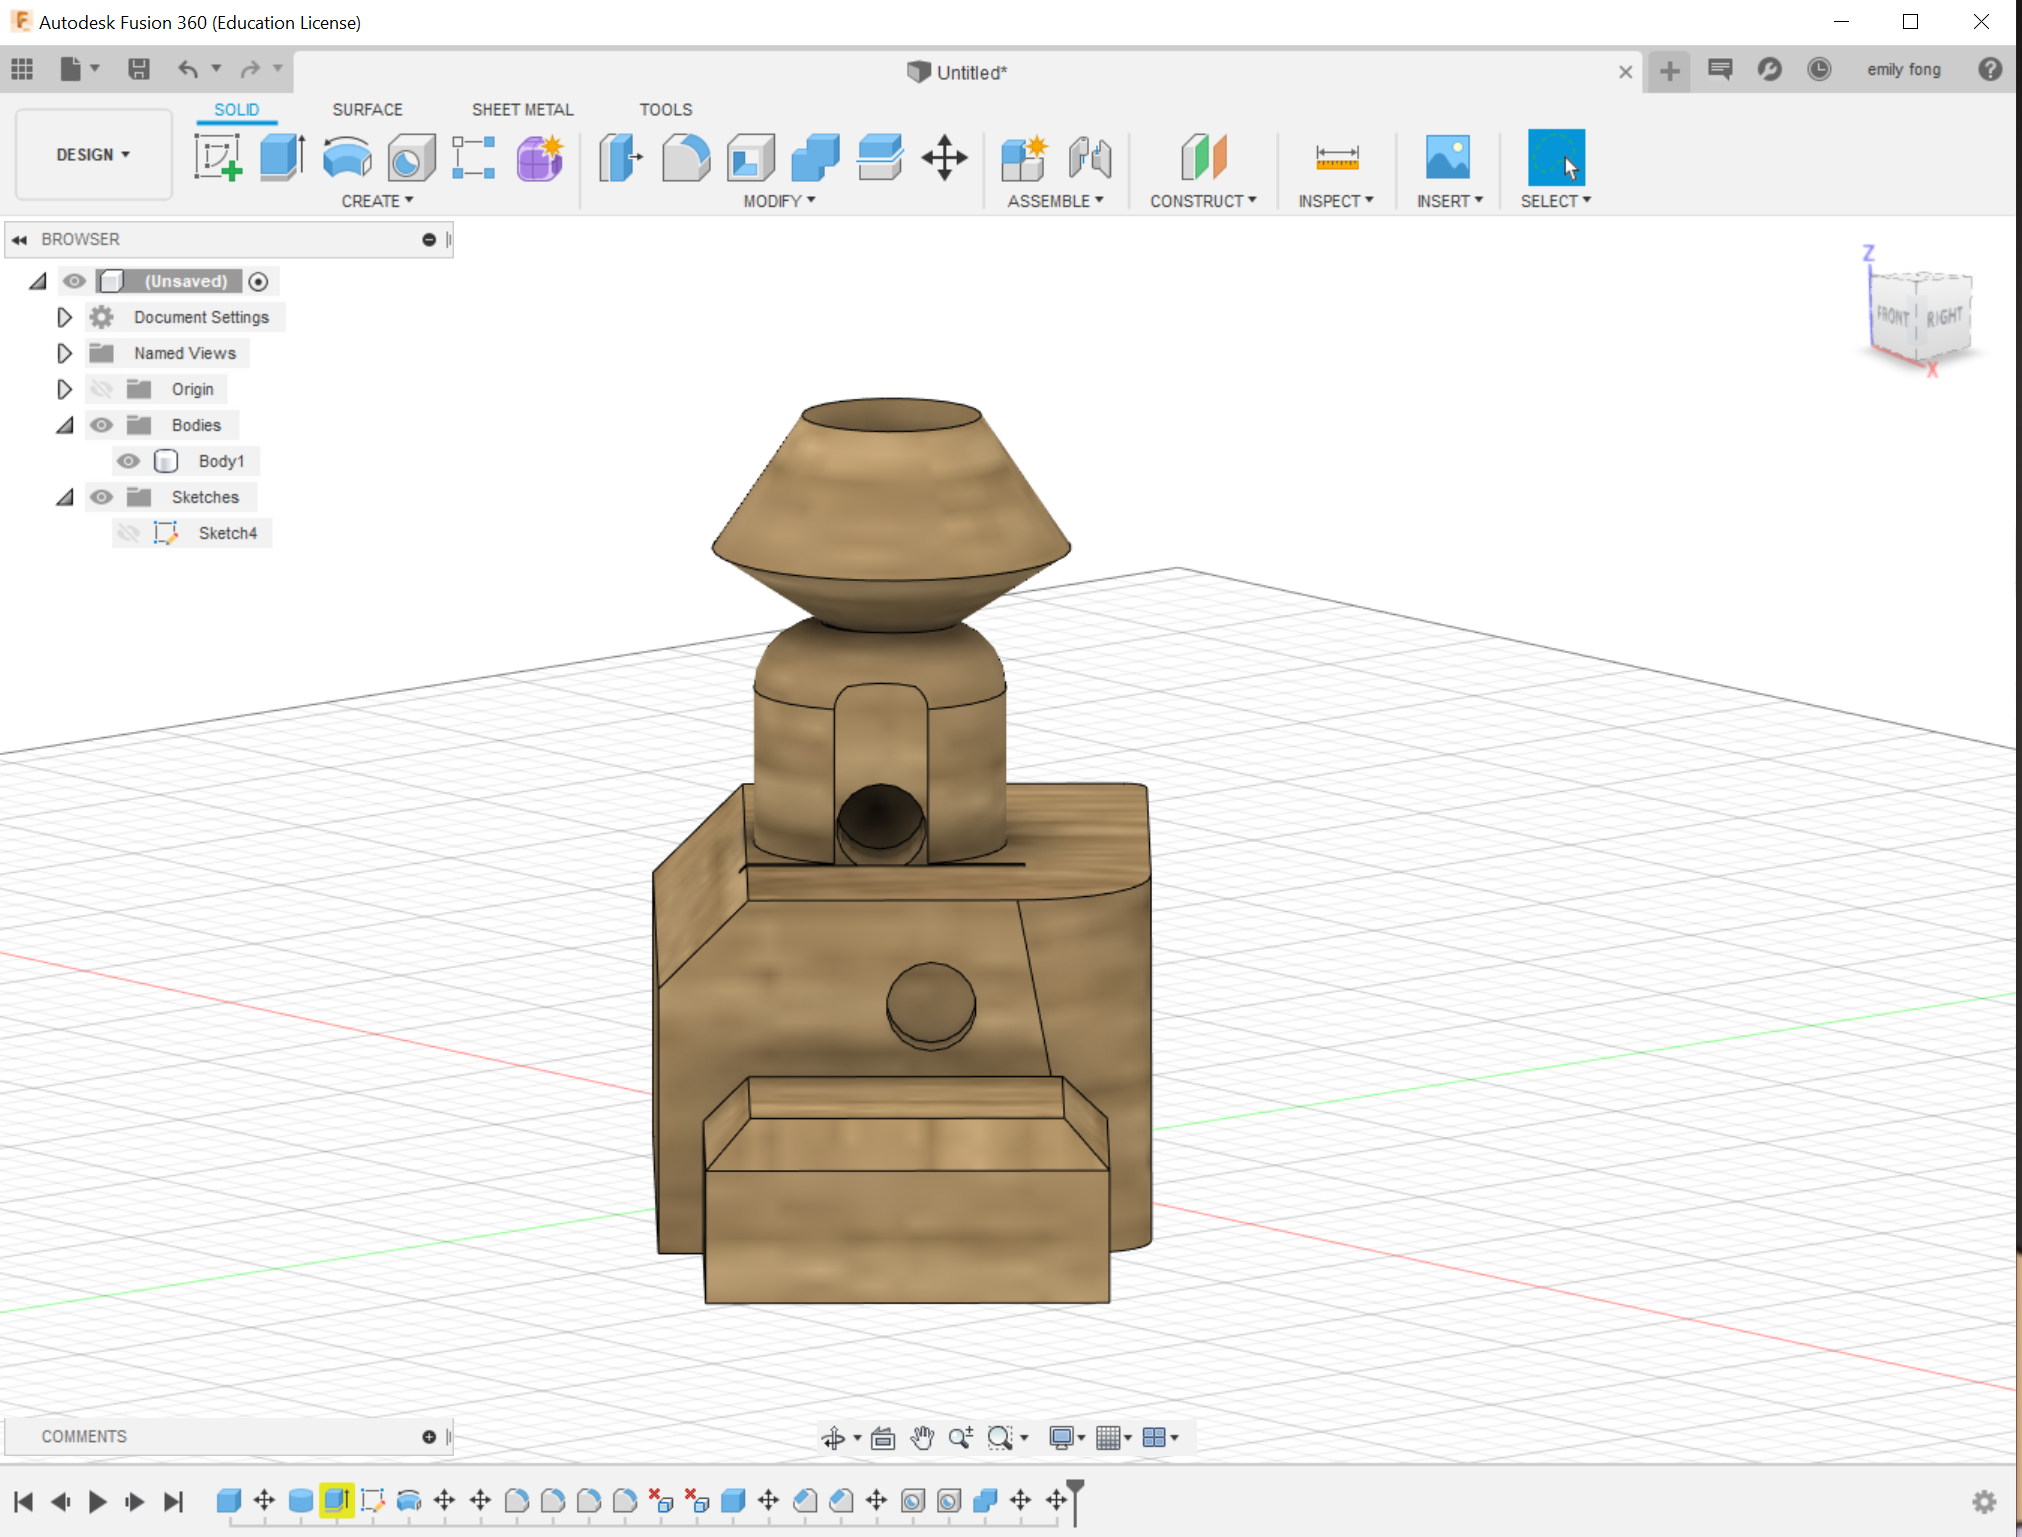 Autodesk Fusion 360 (Education License)
Untitled*
emily fong
SOLID SURFACE SHEET METAL TOOLS
DESIGN
CREATE MODIFY ASSEMBLE CONSTRUCT INSPECT INSERT SELECT
BROWSER
(Unsaved)
Document Settings
Named Views
Origin
Bodies
Body1
Sketches
Sketch4
Z
FRONT RIGHT
X
COMMENTS